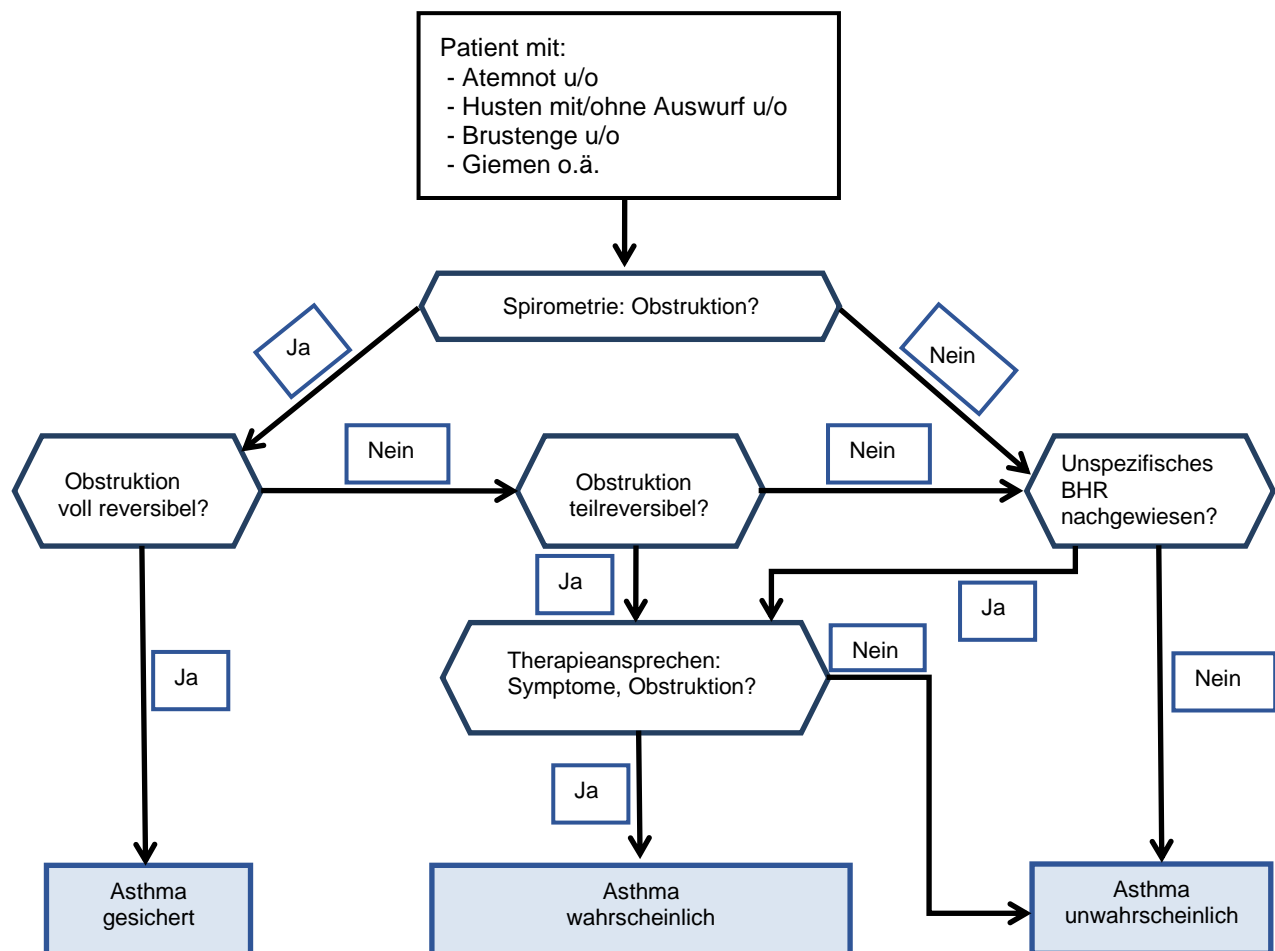 Patient mit:
- Atemnot u/o
- Husten mit/ohne Auswurf u/o
- Brustenge u/o
- Giemen o.ä.
Spirometrie: Obstruktion?
Ja
Nein
Obstruktion
voll reversibel?
Nein
Obstruktion
teilreversibel?
Nein
Unspezifisches
BHR
nachgewiesen?
Ja
Ja
Therapieansprechen:
Symptome, Obstruktion?
Nein
Ja
Nein
Ja
Asthma
gesichert
Asthma
wahrscheinlich
Asthma
unwahrscheinlich